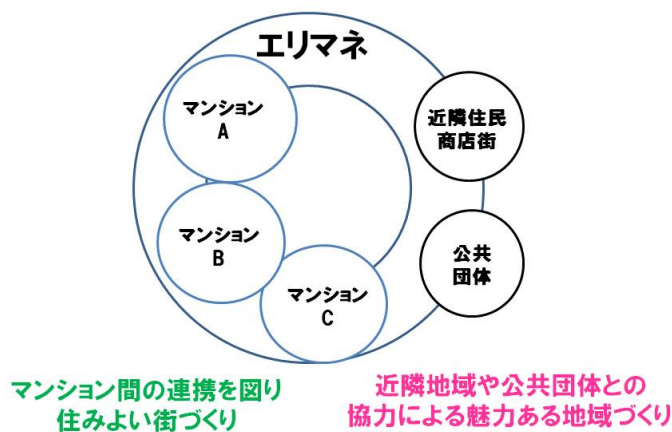 エリマネ
マンション
A
近隣住民
商店街
マンション
B
公共
団体
マンション
C
マンション間の連携を図り
住みよい街づくり
近隣地域や公共団体との
協力による魅力ある地域づくり